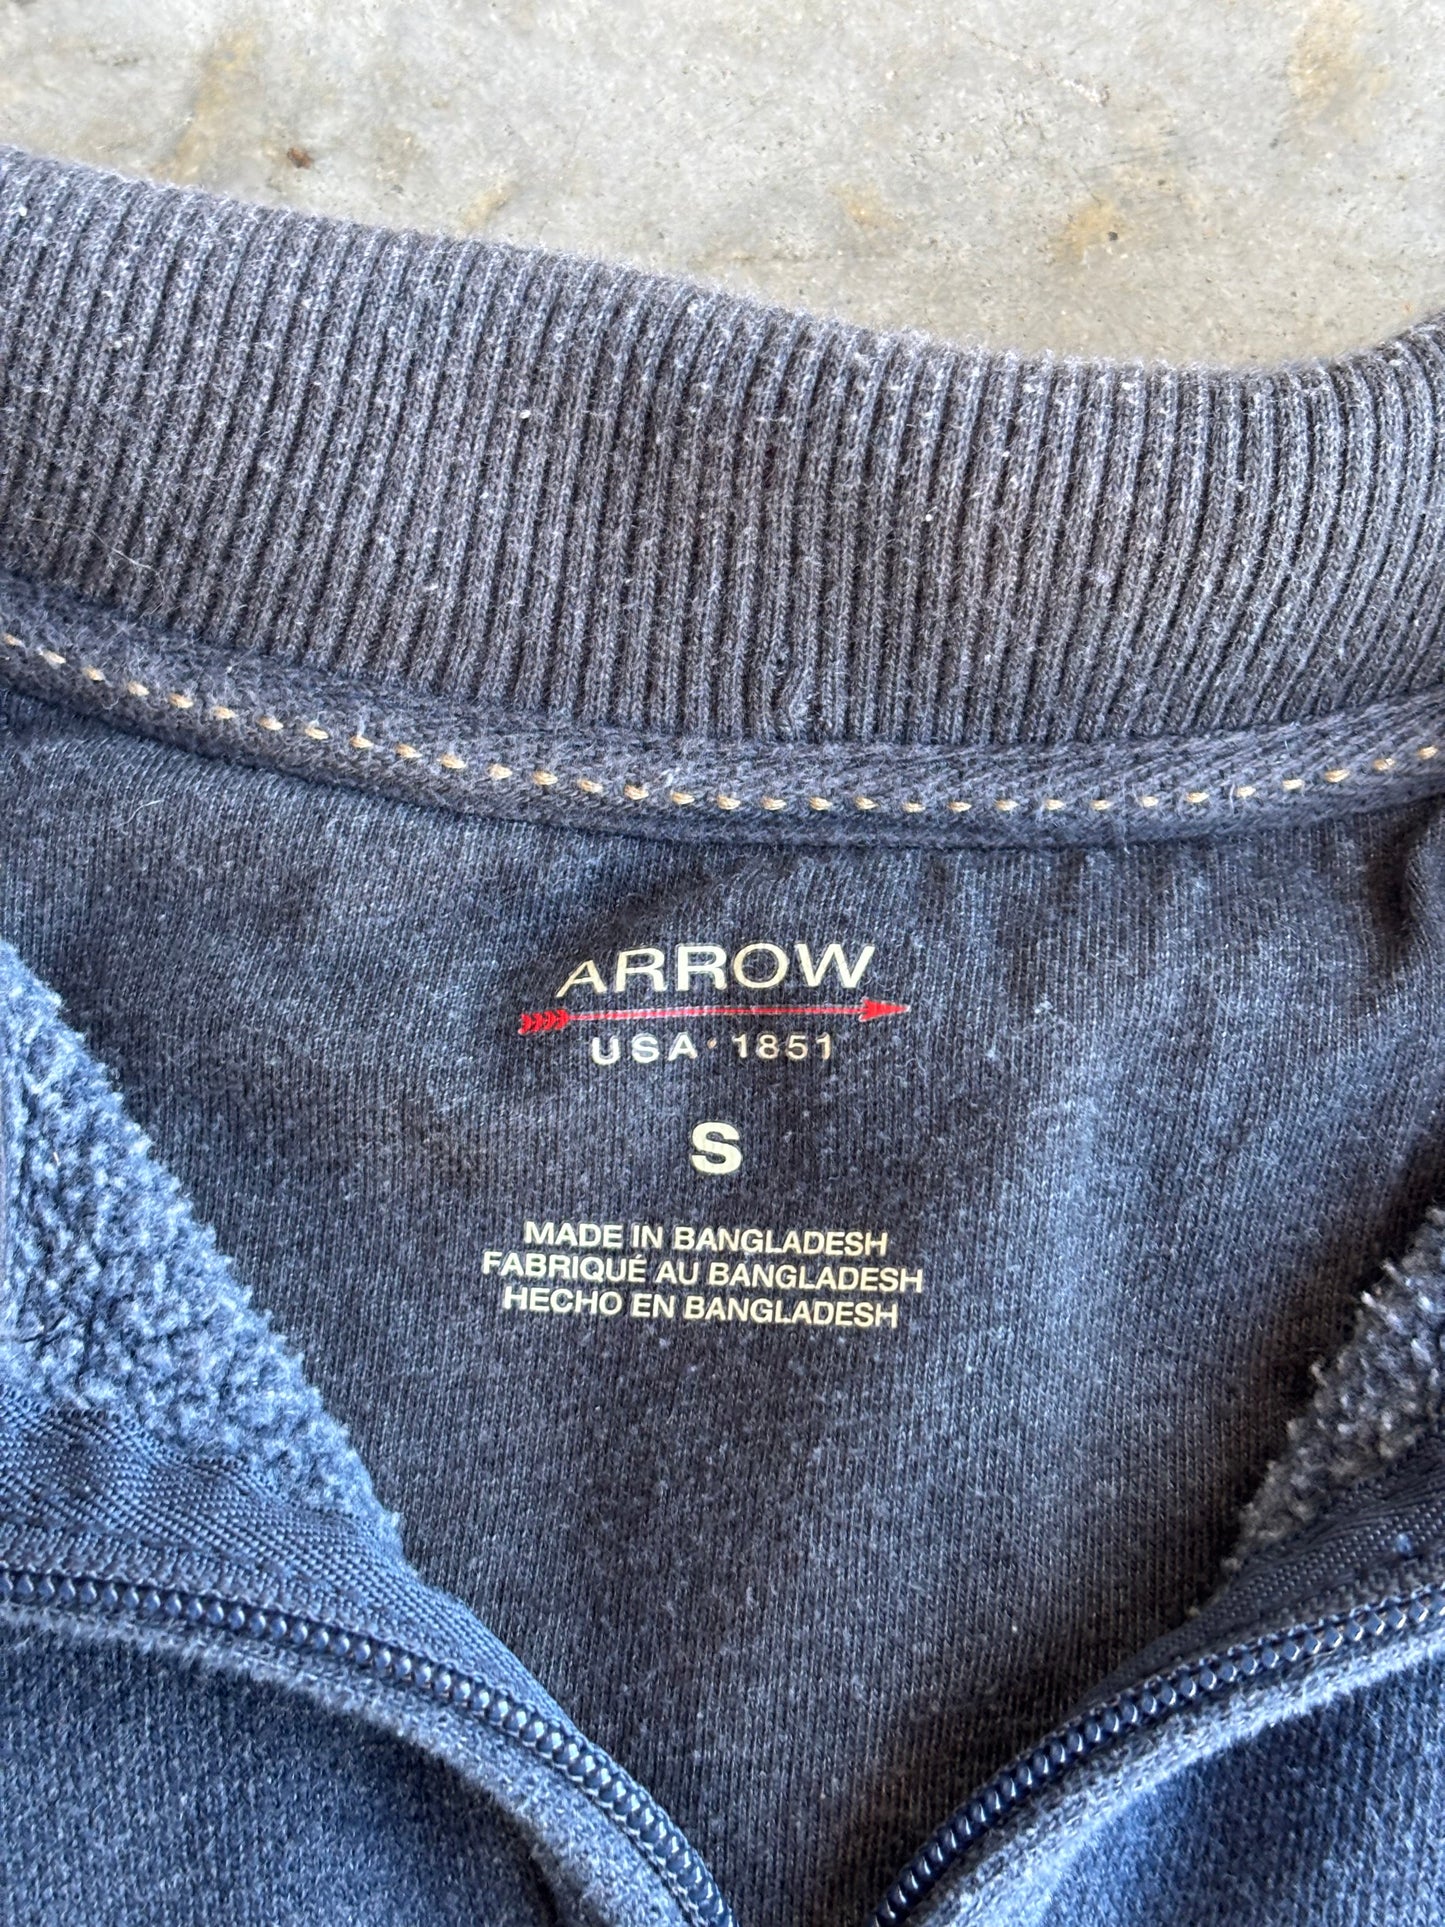 ARROW
USA · 1851
S
MADE IN BANGLADESH
FABRIQUÉ AU BANGLADESH
HECHO EN BANGLADESH